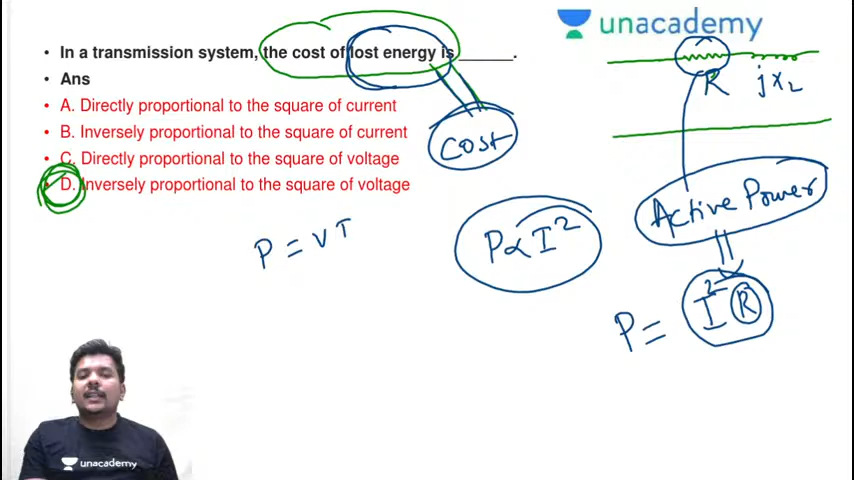 unacademy
In a transmission system, the cost of lost energy is ______.
Ans
A. Directly proportional to the square of current
B. Inversely proportional to the square of current
C. Directly proportional to the square of voltage
D. Inversely proportional to the square of voltage
R
jX2
Cost
Active Power
P = VI
P ∝ I²
P = I²R
unacademy